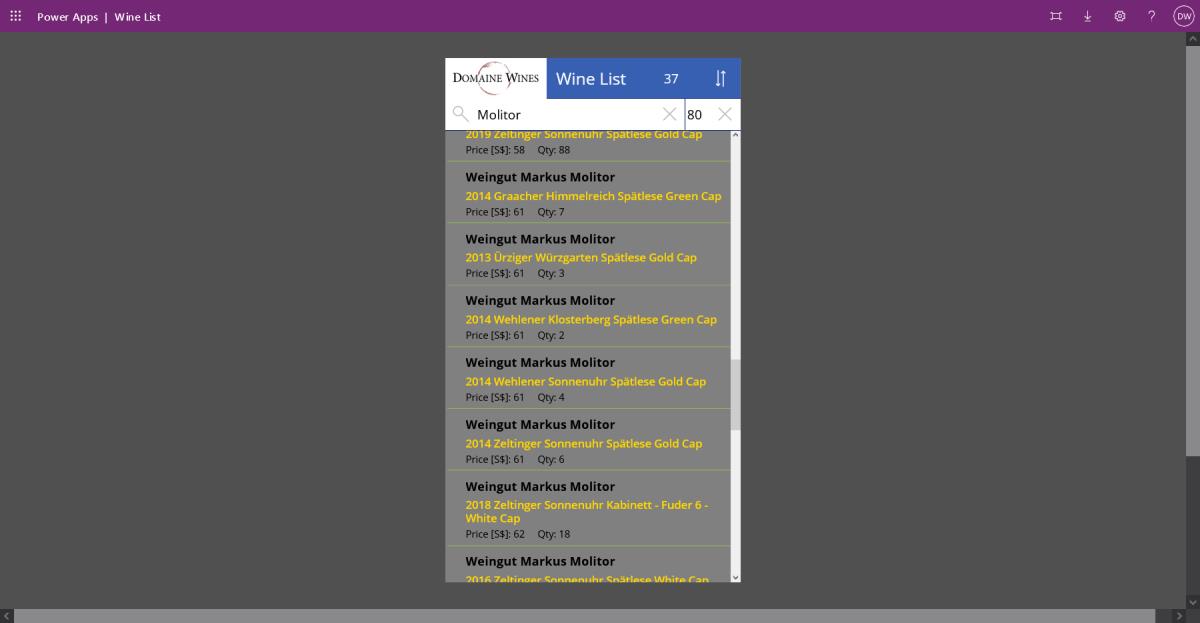 Power Apps | Wine List
DW
DOMAINE WINES
Wine List 37
Molitor 80
2019 Zeltinger Sonnenuhr Spätlese Gold Cap
Price [S$]: 58 Qty: 88
Weingut Markus Molitor
2014 Graacher Himmelreich Spätlese Green Cap
Price [S$]: 61 Qty: 7
Weingut Markus Molitor
2013 Ürziger Würzgarten Spätlese Gold Cap
Price [S$]: 61 Qty: 3
Weingut Markus Molitor
2014 Wehlener Klosterberg Spätlese Green Cap
Price [S$]: 61 Qty: 2
Weingut Markus Molitor
2014 Wehlener Sonnenuhr Spätlese Gold Cap
Price [S$]: 61 Qty: 4
Weingut Markus Molitor
2014 Zeltinger Sonnenuhr Spätlese Gold Cap
Price [S$]: 61 Qty: 6
Weingut Markus Molitor
2018 Zeltinger Sonnenuhr Kabinett - Fuder 6 -
White Cap
Price [S$]: 62 Qty: 18
Weingut Markus Molitor
2016 Zeltinger Sonnenuhr Spätlese White Cap